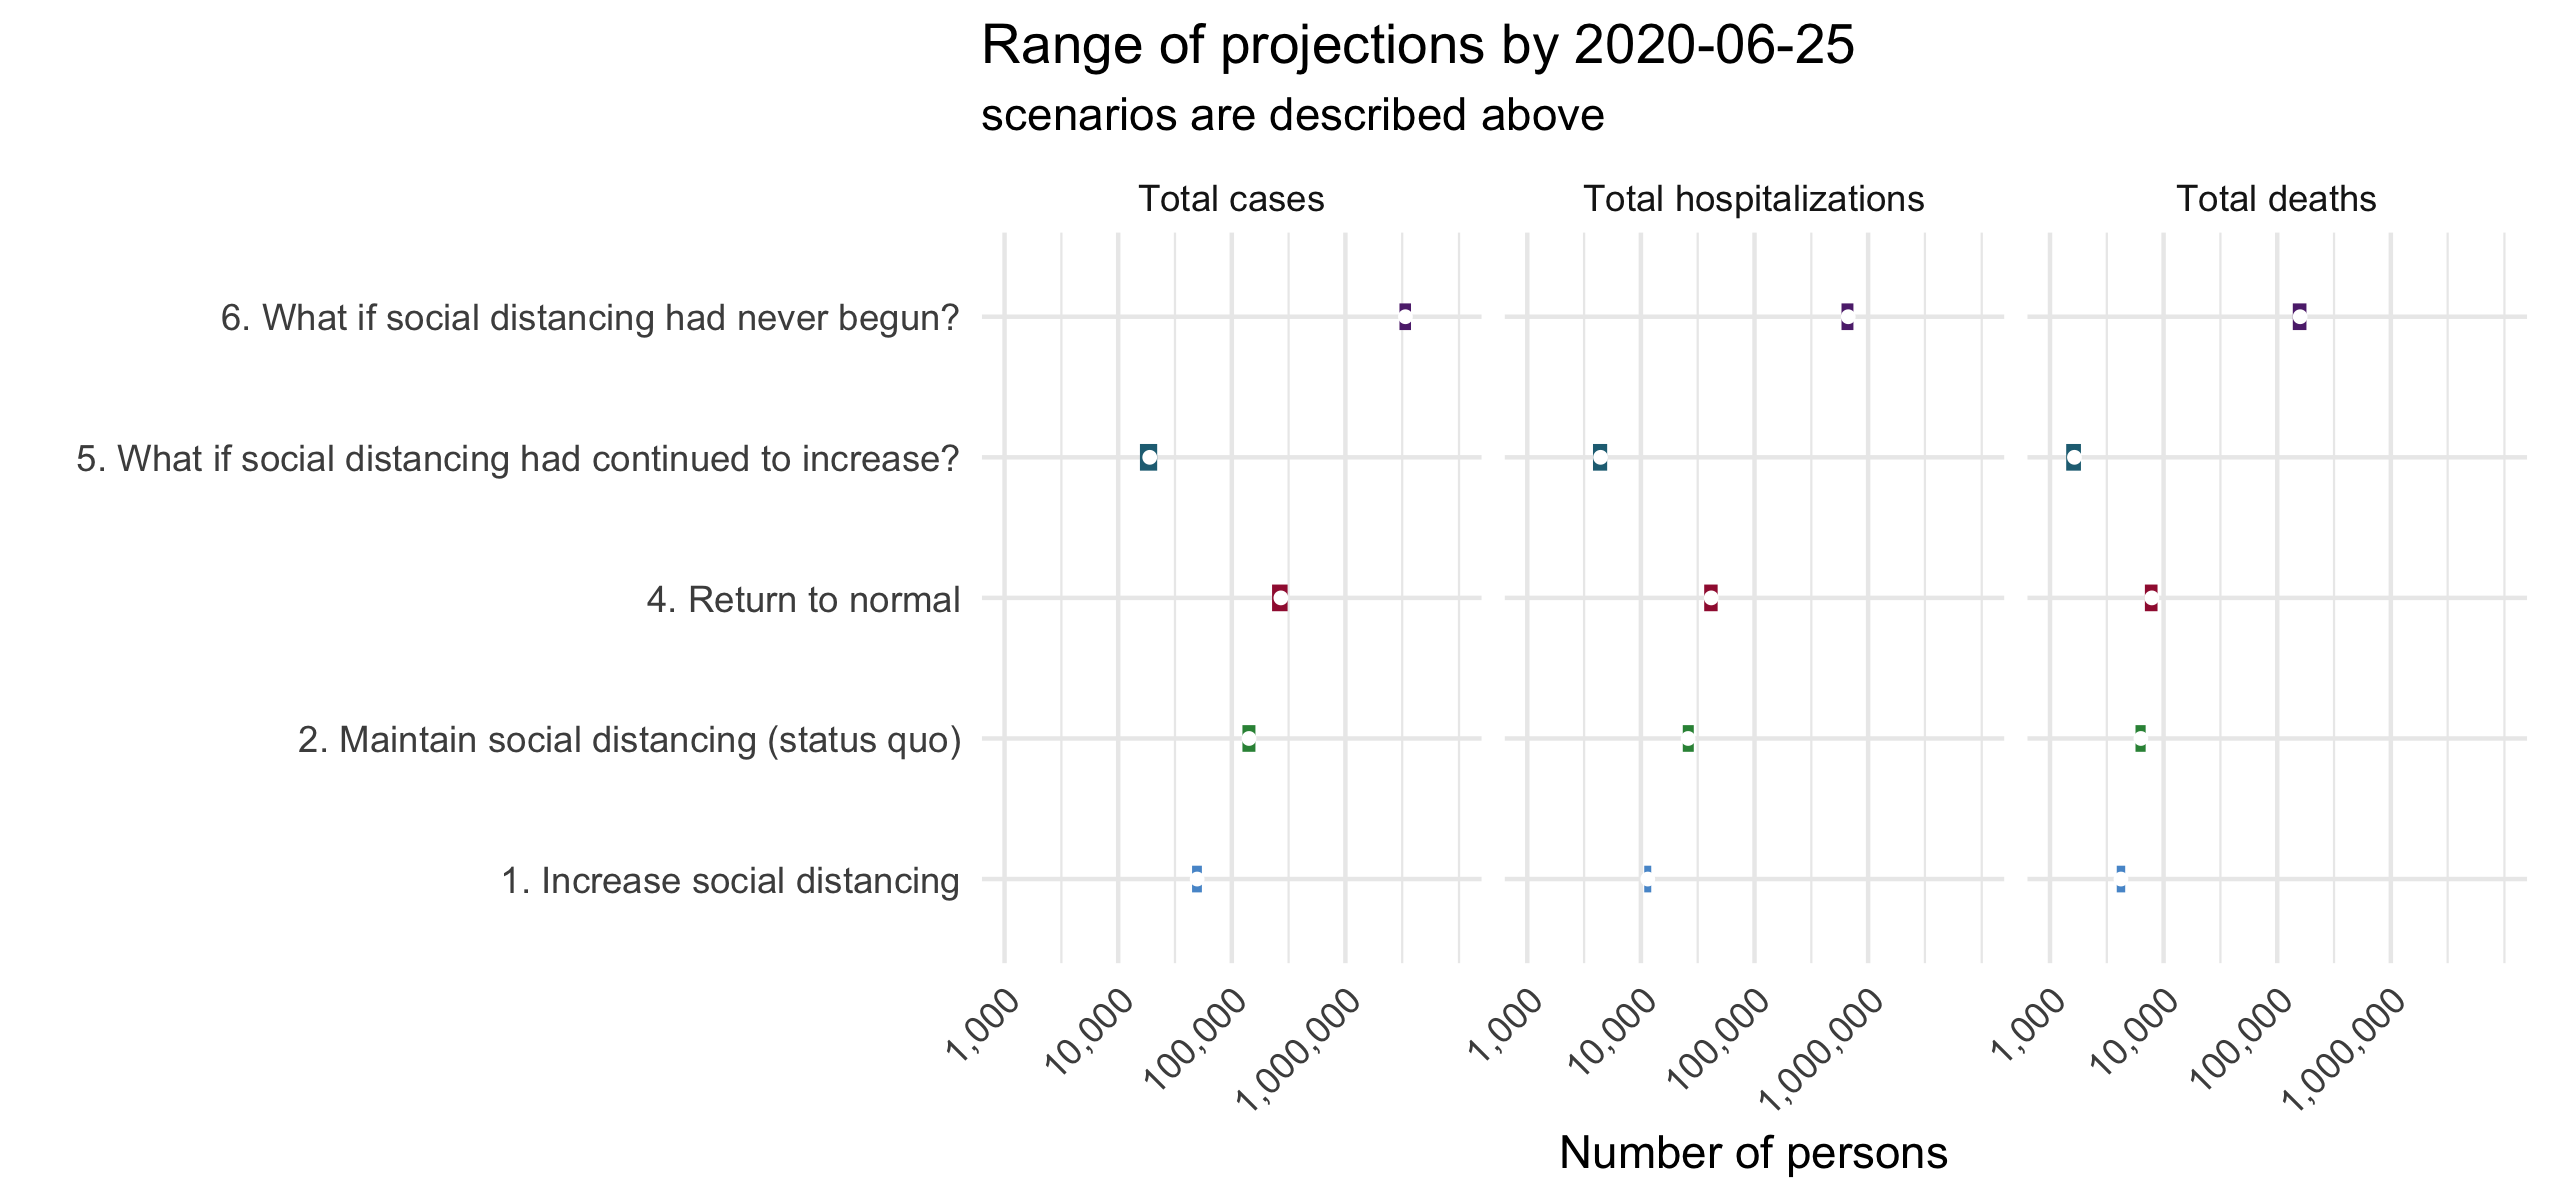 Range of projections by 2020-06-25
scenarios are described above
Total cases
Total hospitalizations
Total deaths
6. What if social distancing had never begun?
5. What if social distancing had continued to increase?
4. Return to normal
2. Maintain social distancing (status quo)
1. Increase social distancing
1,000
10,000
100,000
1,000,000
1,000
10,000
100,000
1,000,000
1,000
10,000
100,000
1,000,000
Number of persons